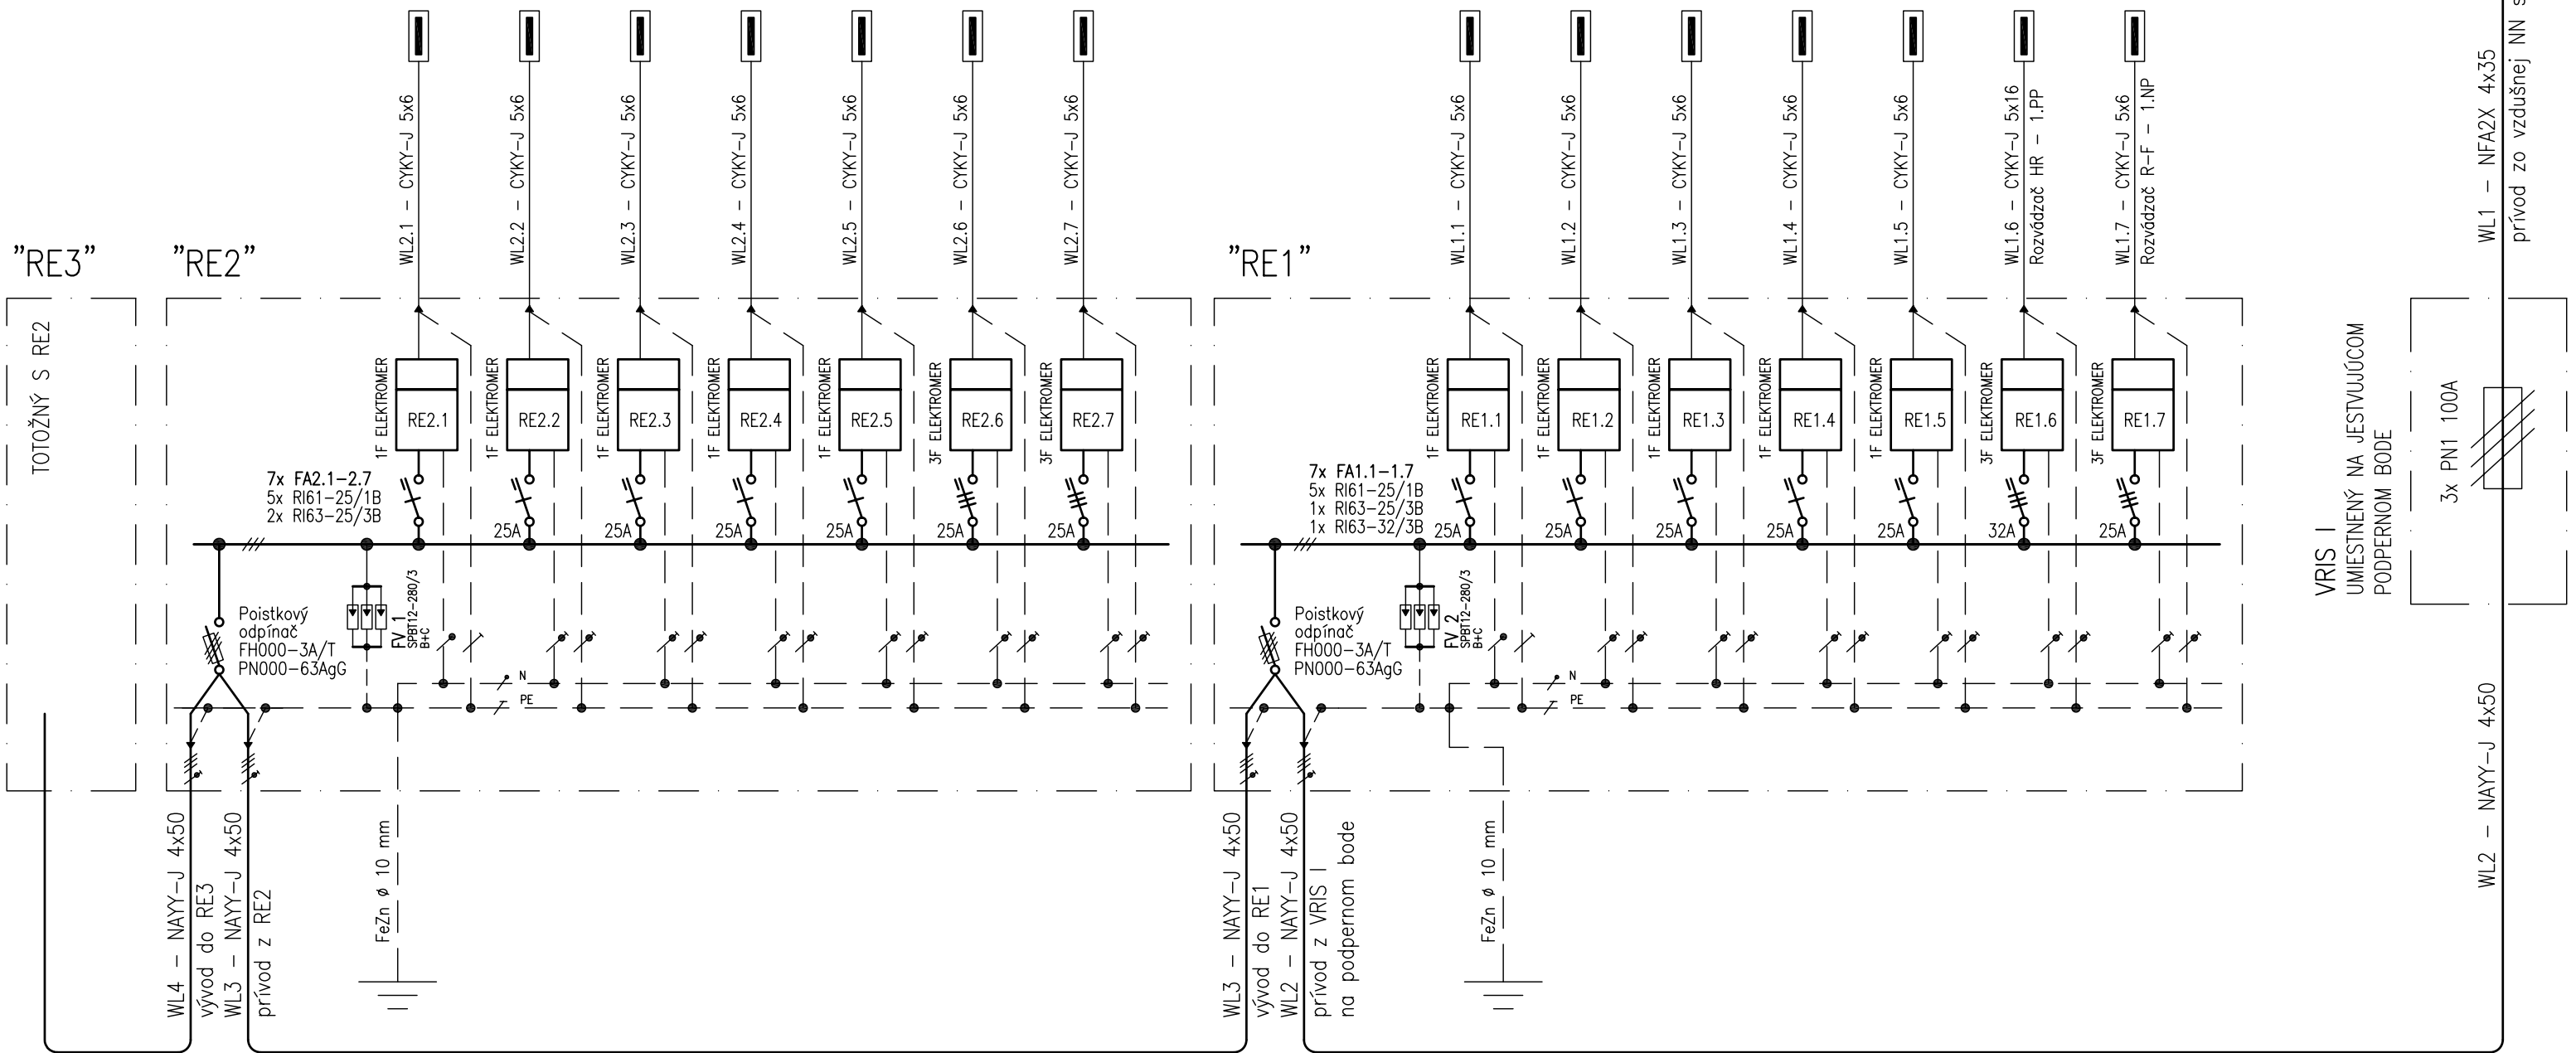 "RE3"
TOTOŽNÝ S RE2
"RE2"
WL2.1 - CYKY-J 5x6
WL2.2 - CYKY-J 5x6
WL2.3 - CYKY-J 5x6
WL2.4 - CYKY-J 5x6
WL2.5 - CYKY-J 5x6
WL2.6 - CYKY-J 5x6
WL2.7 - CYKY-J 5x6
1F ELEKTROMER
RE2.1
1F ELEKTROMER
RE2.2
1F ELEKTROMER
RE2.3
1F ELEKTROMER
RE2.4
1F ELEKTROMER
RE2.5
3F ELEKTROMER
RE2.6
3F ELEKTROMER
RE2.7
7x FA2.1-2.7
5x RI61-25/1B
2x RI63-25/3B
25A
25A
25A
25A
25A
25A
Poistkový
odpínač
FH000-3A/T
PN000-63AgG
FV 1
SPBT12-280/3
B+C
N
PE
WL4 - NAYY-J 4x50
vývod do RE3
WL3 - NAYY-J 4x50
prívod z RE2
FeZn ø 10 mm
"RE1"
WL1.1 - CYKY-J 5x6
WL1.2 - CYKY-J 5x6
WL1.3 - CYKY-J 5x6
WL1.4 - CYKY-J 5x6
WL1.5 - CYKY-J 5x6
WL1.6 - CYKY-J 5x16
Rozvádzač HR - 1.PP
WL1.7 - CYKY-J 5x6
Rozvádzač R-F - 1.NP
1F ELEKTROMER
RE1.1
1F ELEKTROMER
RE1.2
1F ELEKTROMER
RE1.3
1F ELEKTROMER
RE1.4
1F ELEKTROMER
RE1.5
3F ELEKTROMER
RE1.6
3F ELEKTROMER
RE1.7
7x FA1.1-1.7
5x RI61-25/1B
1x RI63-25/3B
1x RI63-32/3B
25A
25A
25A
25A
25A
32A
25A
Poistkový
odpínač
FH000-3A/T
PN000-63AgG
FV 2
SPBT12-280/3
B+C
N
PE
WL3 - NAYY-J 4x50
vývod do RE1
WL2 - NAYY-J 4x50
prívod z VRIS I
na podpernom bode
FeZn ø 10 mm
VRIS I
UMIESTNENÝ NA JESTVUJÚCOM
PODPERNOM BODE
3x PN1 100A
WL1 - NFA2X 4x35
prívod zo vzdušnej NN s
WL2 - NAYY-J 4x50